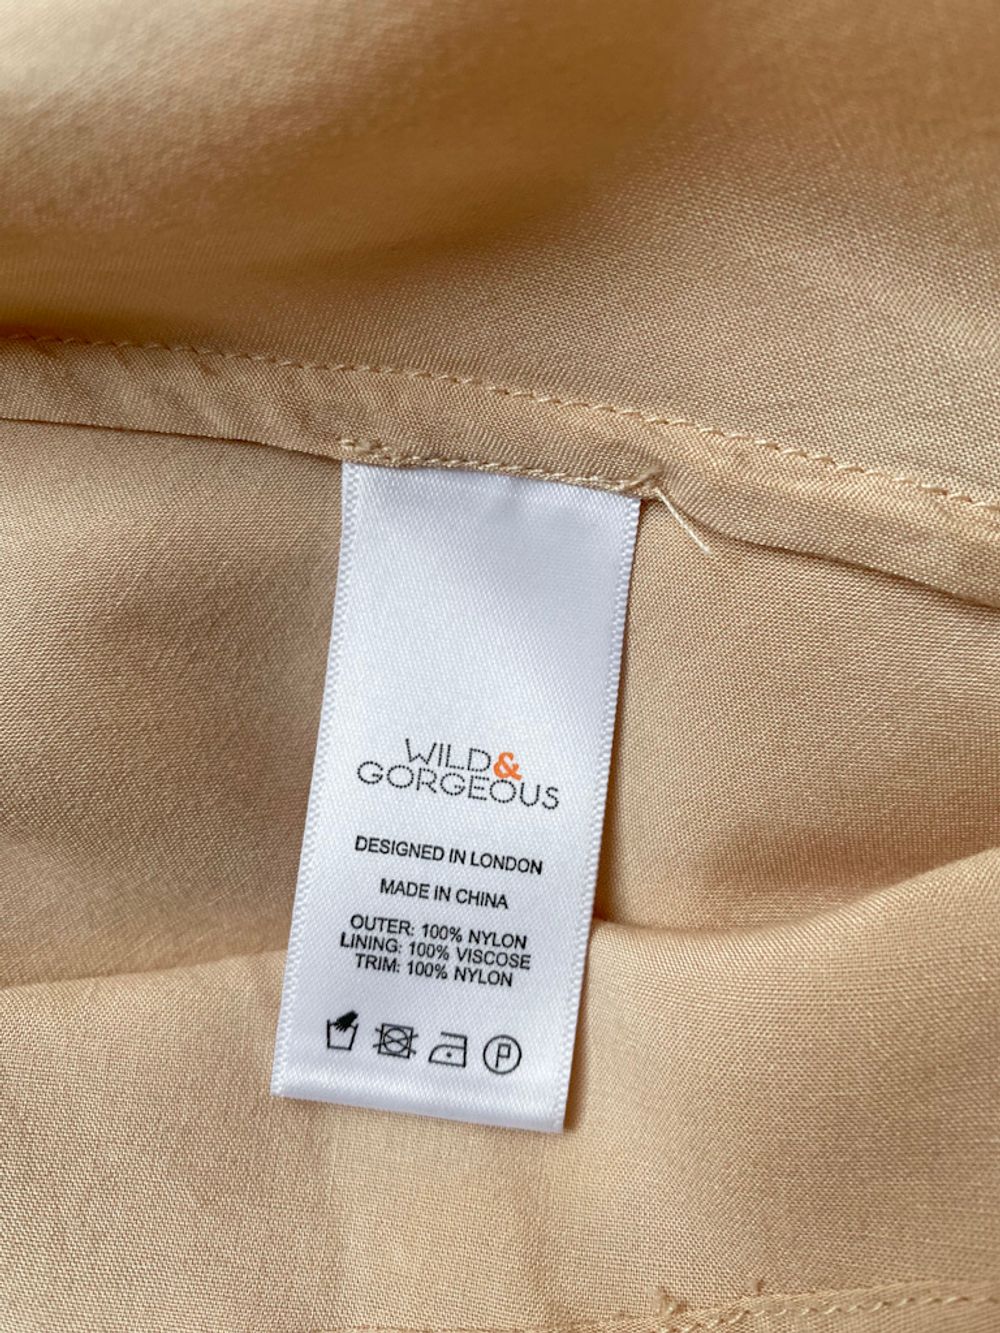 WILD&
GORGEOUS
DESIGNED IN LONDON
MADE IN CHINA
OUTER: 100% NYLON
LINING: 100% VISCOSE
TRIM: 100% NYLON
P